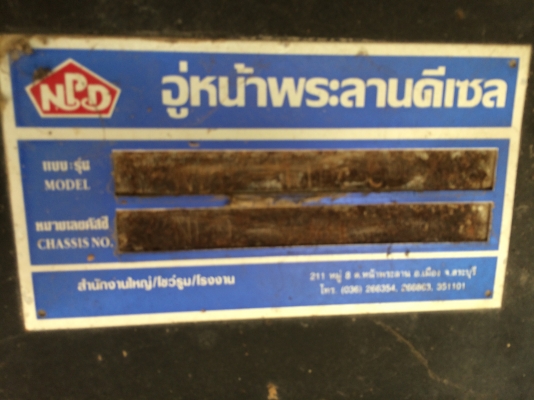 NPD
อู่หน้าพระลานดีเซล
แบบ:รุ่น
MODEL
หมายเลขคัสซี
CHASSIS NO.
สำนักงานใหญ่/โชว์รูม/โรงงาน
211 หมู่ 8 ต.หน้าพระลาน อ.เมือง จ.สระบุรี
โทร. (036) 266354, 266803, 351101